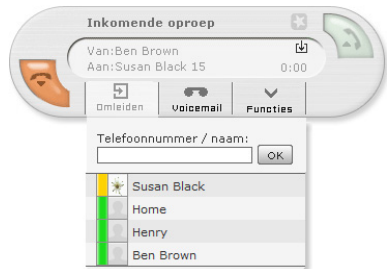 Inkomende oproep
Van:Ben Brown
Aan:Susan Black 15 0:00
Omleiden Voicemail Functies
Telefoonnummer / naam:
OK
Susan Black
Home
Henry
Ben Brown